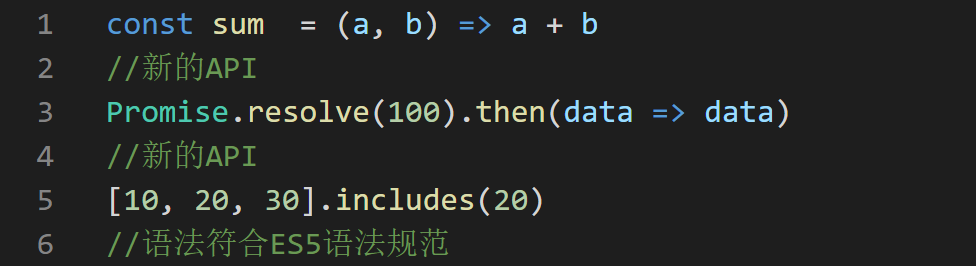 1 const sum  = (a, b) => a + b
2 //新的API
3 Promise.resolve(100).then(data => data)
4 //新的API
5 [10, 20, 30].includes(20)
6 //语法符合ES5语法规范